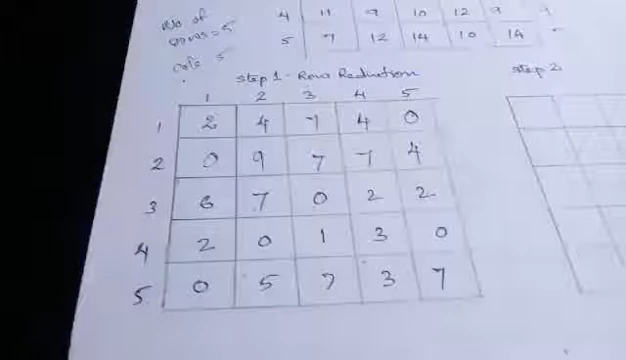 No of
rows = 5
cols 5
4 11 9 10 12 9
5 7 12 14 10 14
step 1 - Row Reduction
step 2
1 2 3 4 5
1 2 4 7 4 0
2 0 9 7 7 4
3 6 7 0 2 2
4 2 0 1 3 0
5 0 5 7 3 7